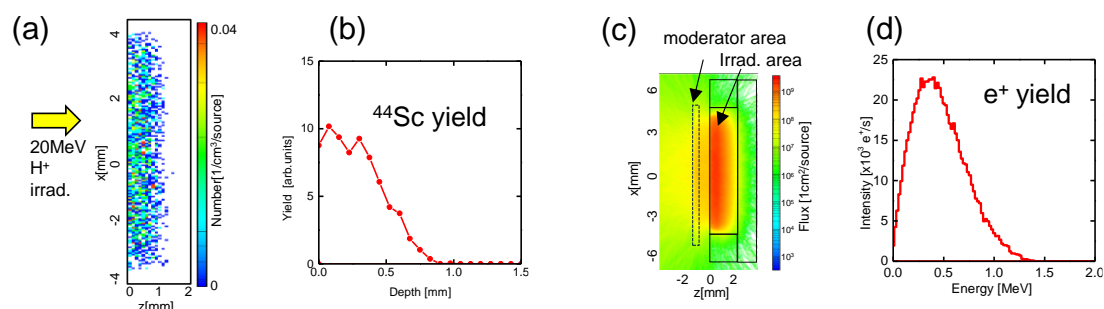 (a)
20MeV
H⁺
irrad.
x[mm]
4
2
0
-2
-4
0 1 2
z[mm]
0.04
Number[1/cm³/source]
0
(b)
⁴⁴Sc yield
Yield [arb.units]
15
10
5
0
0.0 0.5 1.0 1.5
Depth [mm]
(c)
moderator area
Irrad. area
x[mm]
6
3
0
-3
-6
-2 0 2
z[mm]
10⁹
10⁸
10⁷
10⁶
10⁵
10⁴
10³
Flux [1cm²/source]
(d)
e⁺ yield
Intensity [x10³ e⁺/s]
25
20
15
10
5
0
0.0 0.5 1.0 1.5 2.0
Energy [MeV]